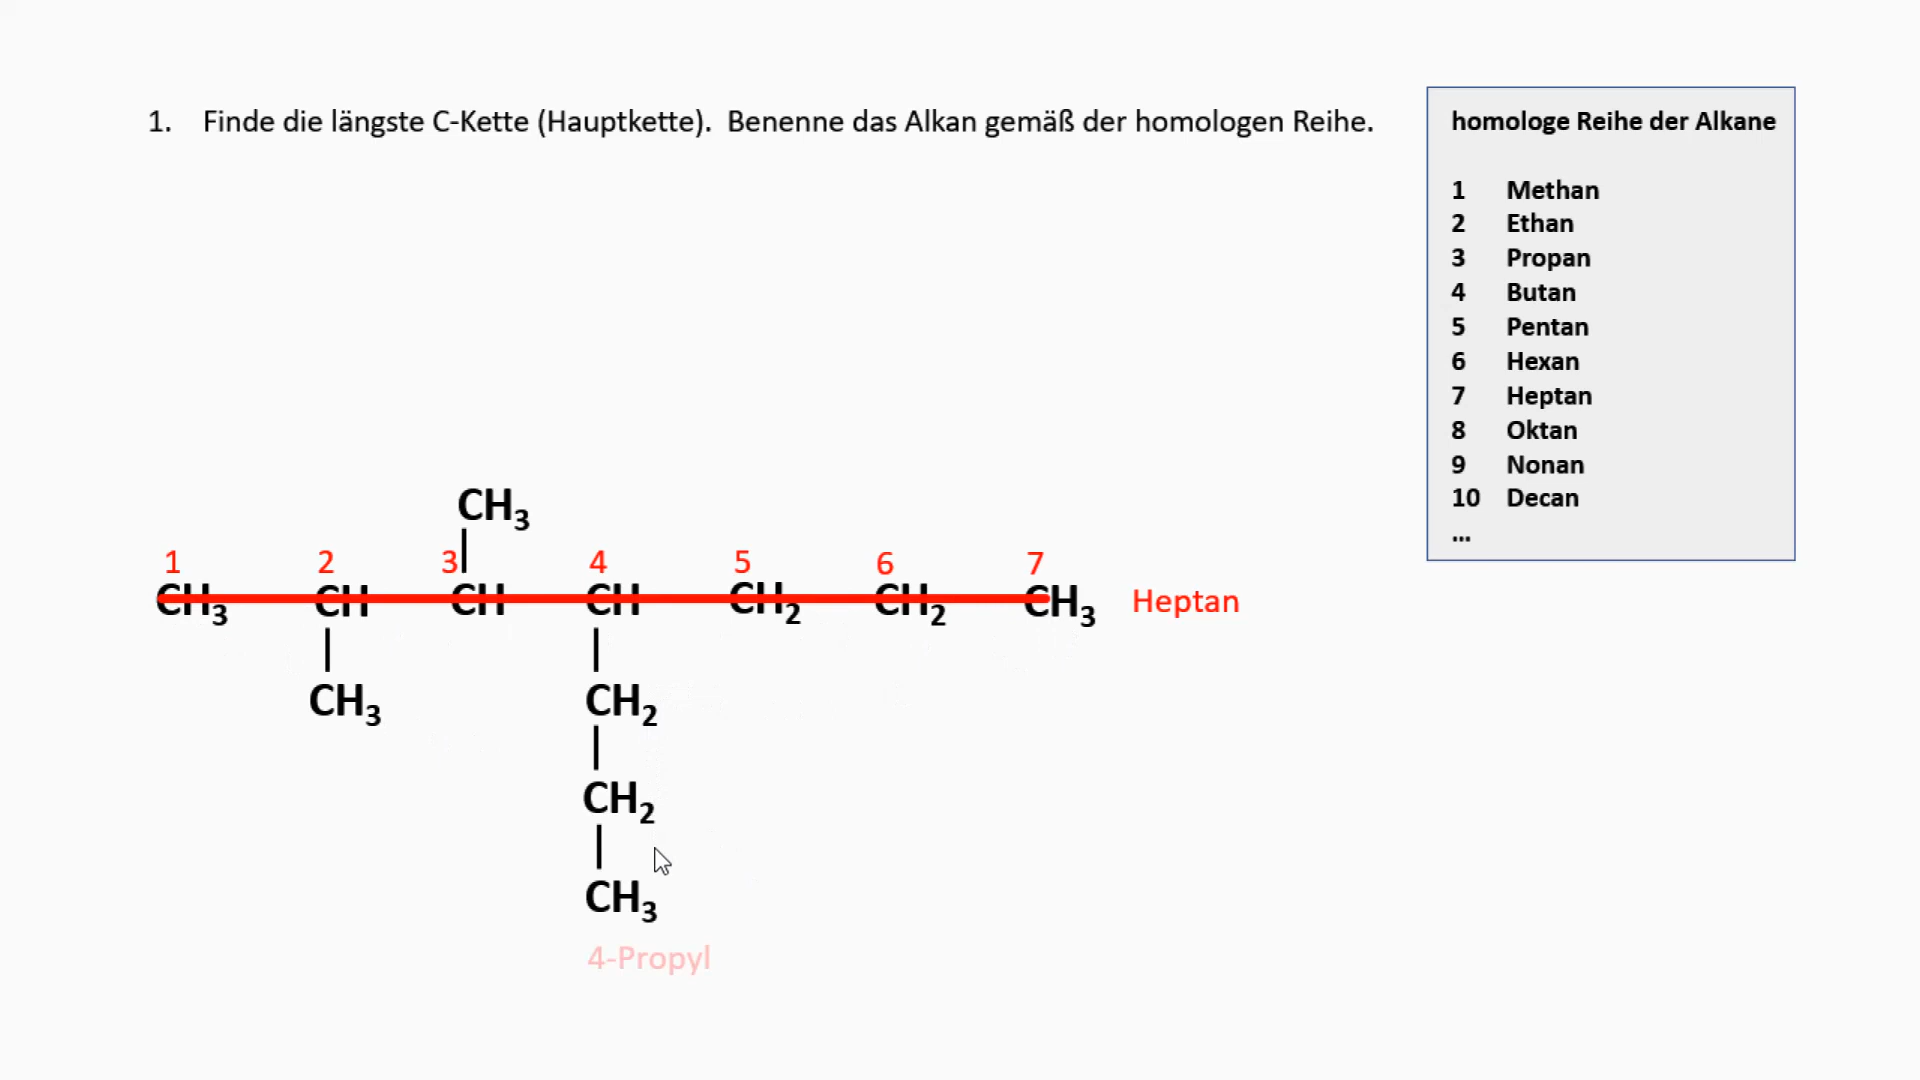 1. Finde die längste C-Kette (Hauptkette). Benenne das Alkan gemäß der homologen Reihe.
homologe Reihe der Alkane
1 Methan
2 Ethan
3 Propan
4 Butan
5 Pentan
6 Hexan
7 Heptan
8 Oktan
9 Nonan
10 Decan
...
CH₃
1 2 3 4 5 6 7
CH₃ CH CH CH CH₂ CH₂ CH₃ Heptan
CH₃ CH₂
CH₂
CH₃
4-Propyl